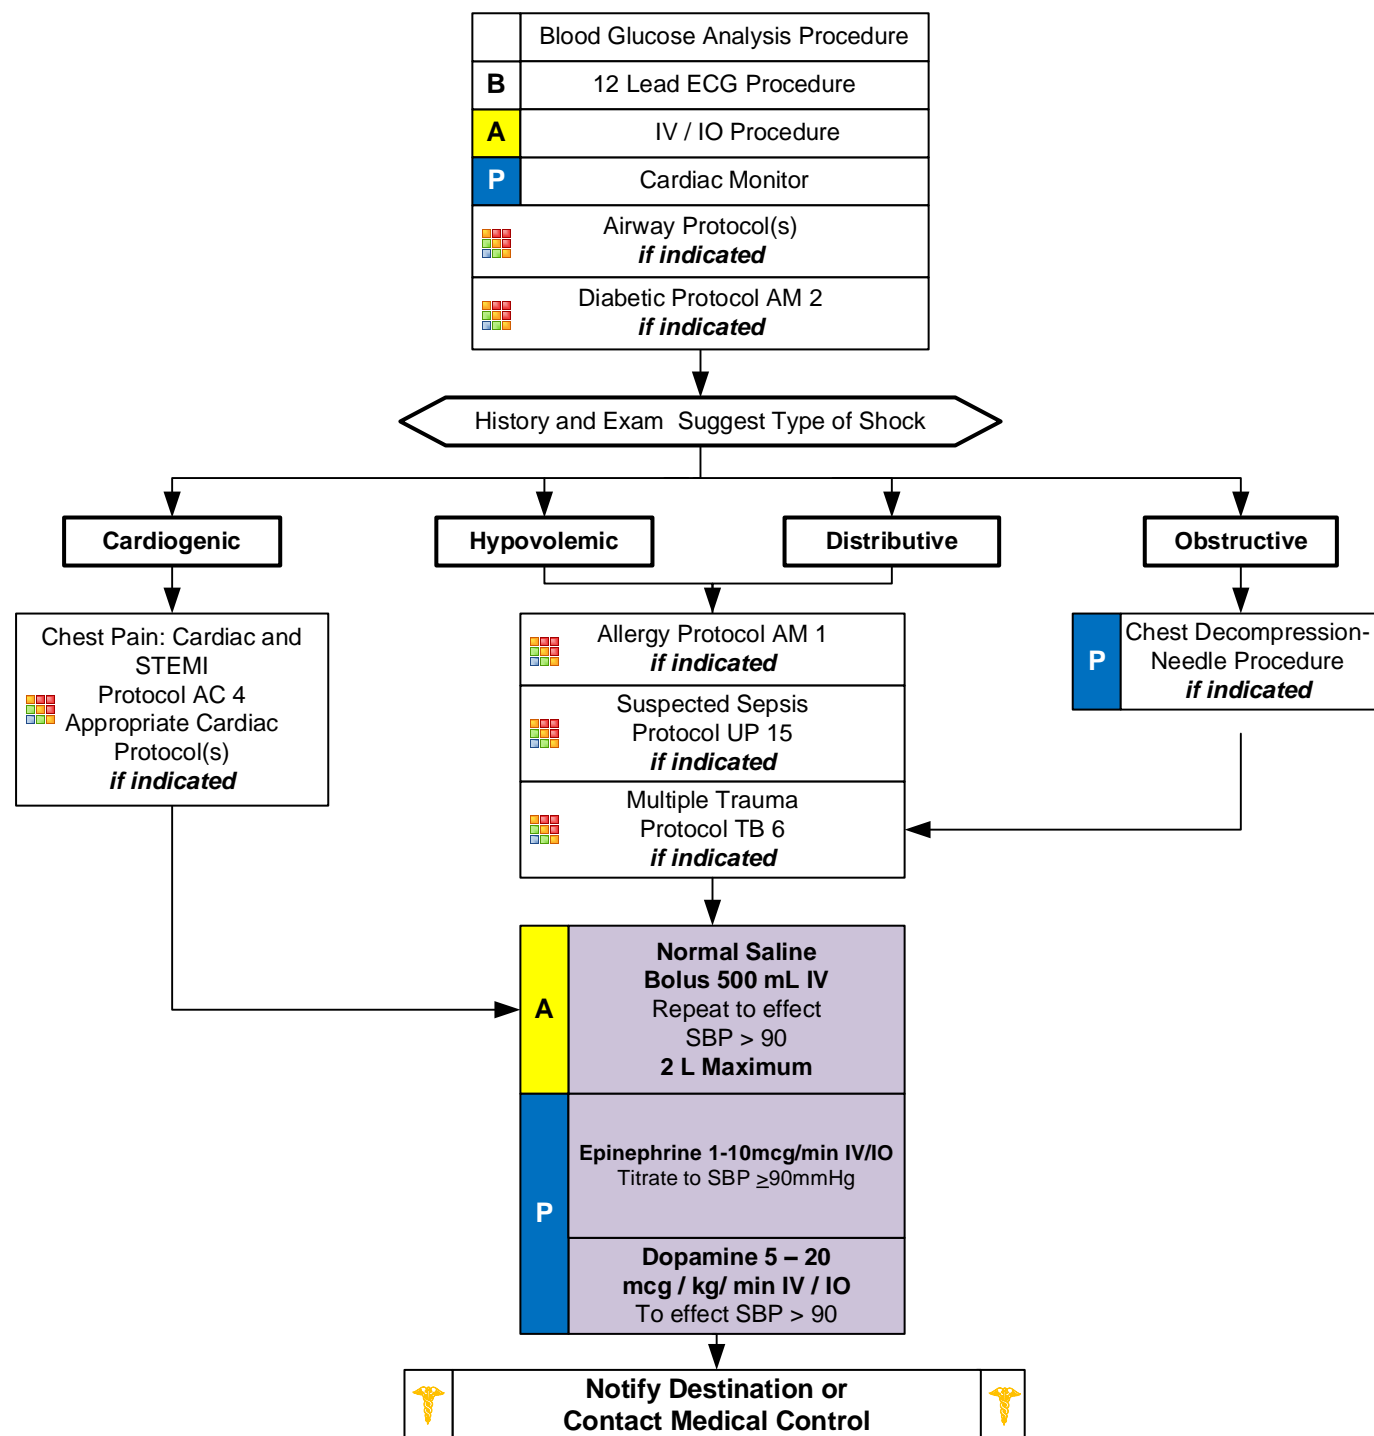 Blood Glucose Analysis Procedure
B 12 Lead ECG Procedure
A IV / IO Procedure
P Cardiac Monitor
Airway Protocol(s)
if indicated
Diabetic Protocol AM 2
if indicated
History and Exam Suggest Type of Shock
Cardiogenic
Hypovolemic
Distributive
Obstructive
Chest Pain: Cardiac and
STEMI
Protocol AC 4
Appropriate Cardiac
Protocol(s)
if indicated
Allergy Protocol AM 1
if indicated
Suspected Sepsis
Protocol UP 15
if indicated
Multiple Trauma
Protocol TB 6
if indicated
P
Chest Decompression-
Needle Procedure
if indicated
A
Normal Saline
Bolus 500 mL IV
Repeat to effect
SBP > 90
2 L Maximum
P
Epinephrine 1-10mcg/min IV/IO
Titrate to SBP ≥90mmHg
Dopamine 5 – 20
mcg / kg/ min IV / IO
To effect SBP > 90
Notify Destination or
Contact Medical Control